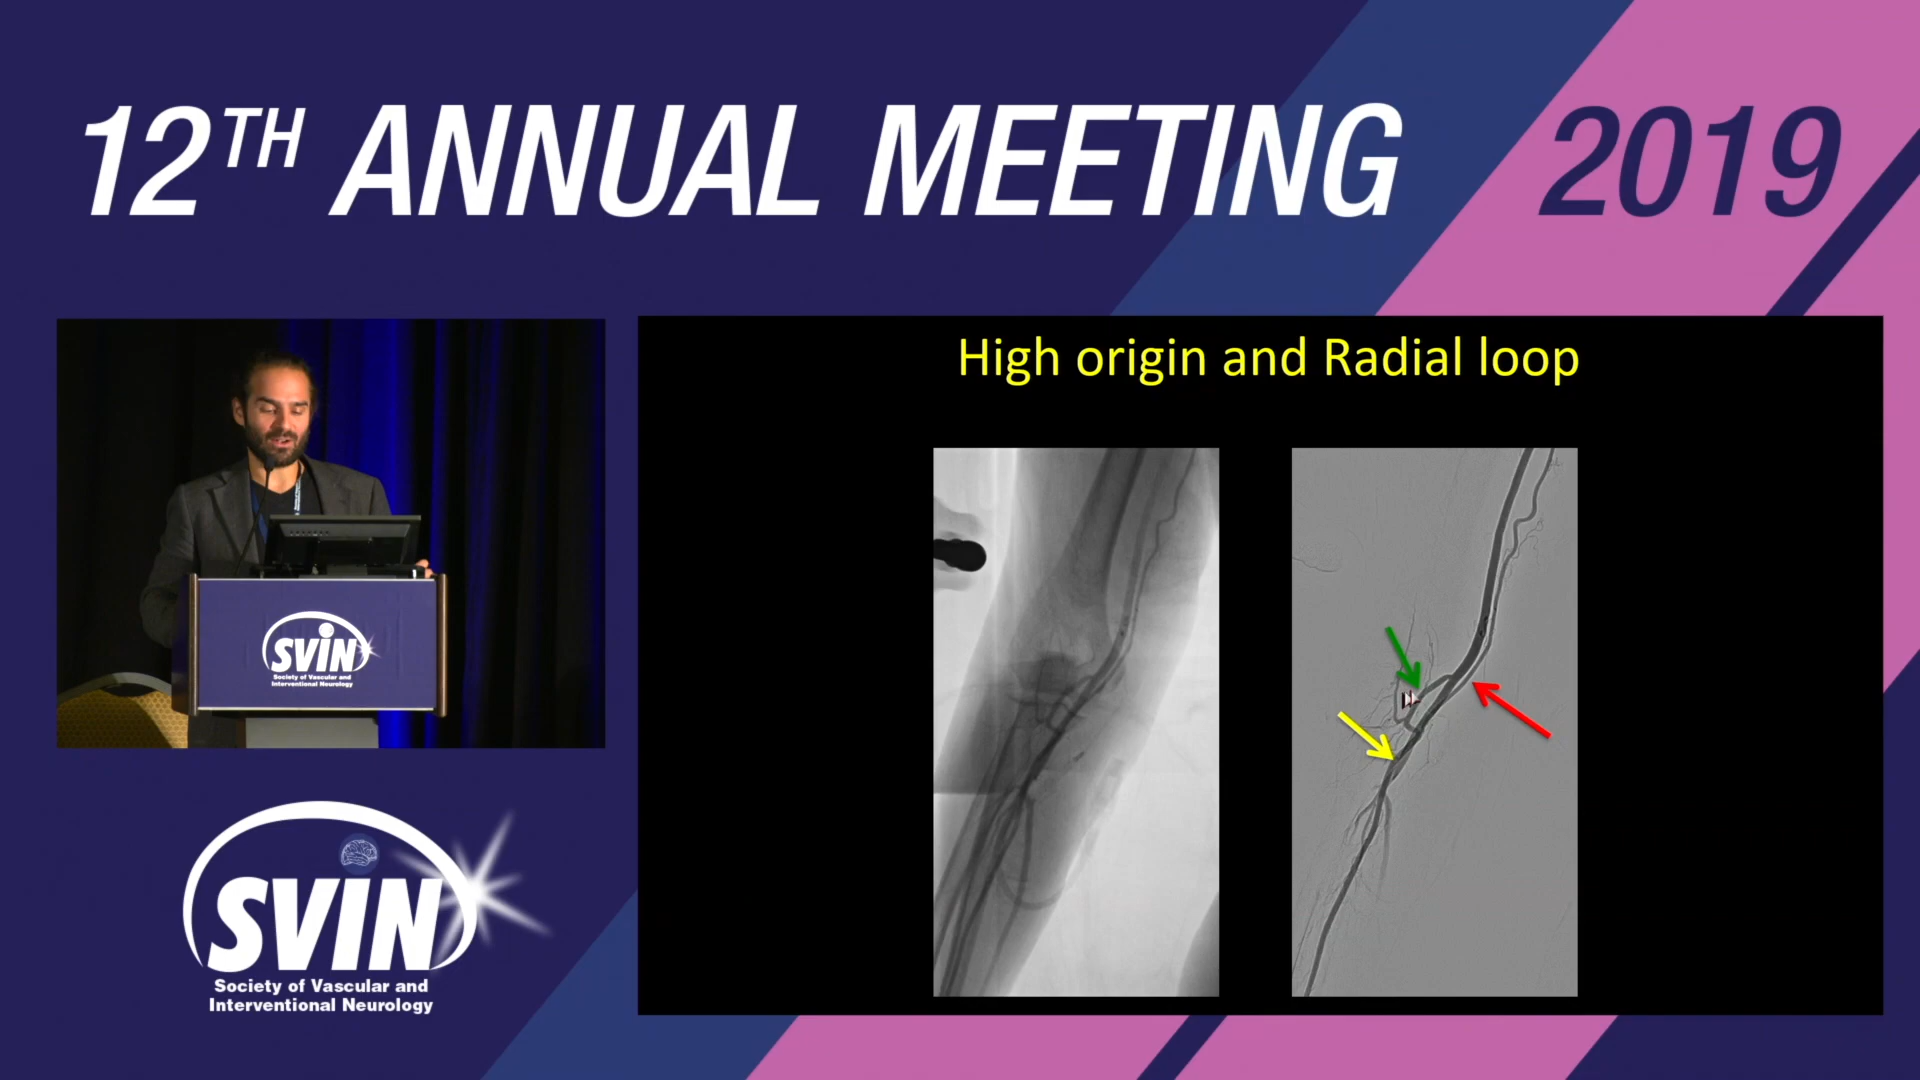 12TH ANNUAL MEETING 2019
High origin and Radial loop
SVIN
Society of Vascular and
Interventional Neurology
SVIN
Society of Vascular and
Interventional Neurology